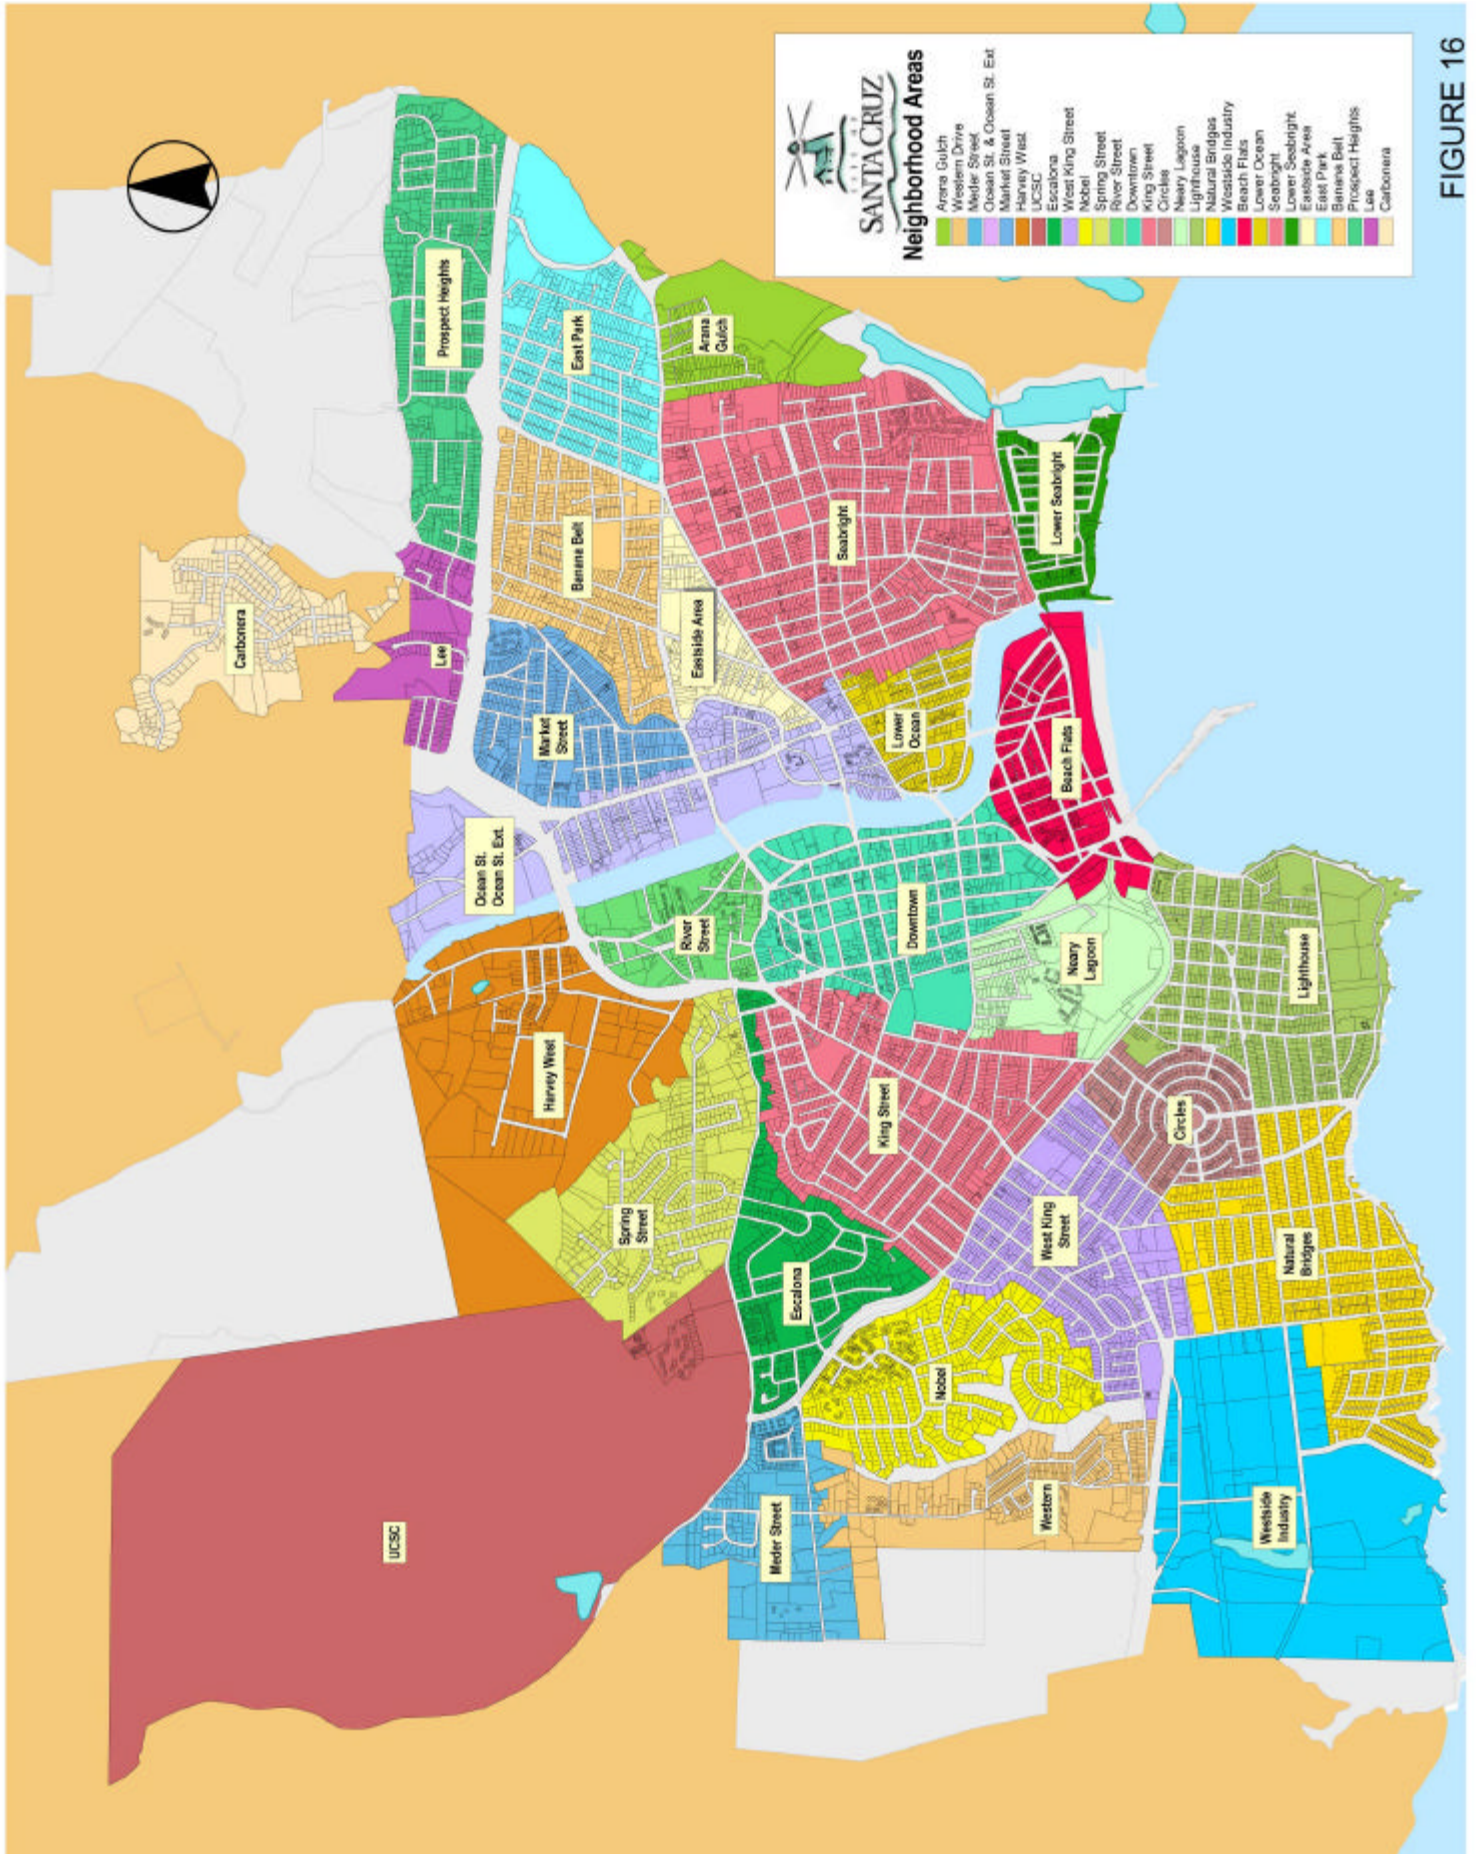 CITY OF
SANTA CRUZ
Neighborhood Areas
Arana Gulch
Western Drive
Meder Street
Ocean St. & Ocean St. Ext
Market Street
Harvey West
UCSC
Escalona
West King Street
Nobel
Spring Street
River Street
Downtown
King Street
Circles
Neary Lagoon
Lighthouse
Natural Bridges
Westside Industry
Beach Flats
Lower Ocean
Seabright
Lower Seabright
Eastside Area
East Park
Banana Belt
Prospect Heights
Lee
Carbonera
FIGURE 16
UCSC
Carbonera
Lee
Prospect Heights
Ocean St.
Ocean St. Ext.
Harvey West
Market
Street
Banana Belt
East Park
Spring
Street
River
Street
Eastside Area
Arana
Gulch
Meder Street
Escalona
King Street
Downtown
Lower
Ocean
Seabright
Nobel
Western
West King
Street
Neary
Lagoon
Beach Flats
Lower Seabright
Circles
Westside
Industry
Natural
Bridges
Lighthouse